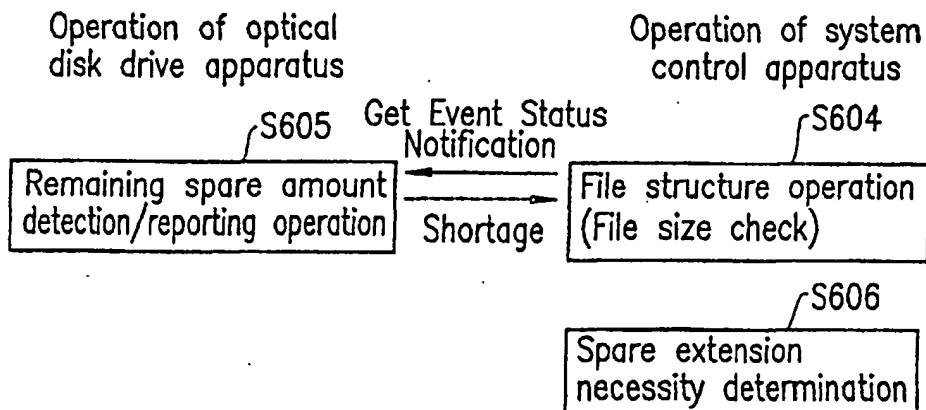 Operation of optical
disk drive apparatus
Operation of system
control apparatus
S605
Get Event Status
Notification
S604
Remaining spare amount
detection/reporting operation
Shortage
File structure operation
(File size check)
S606
Spare extension
necessity determination